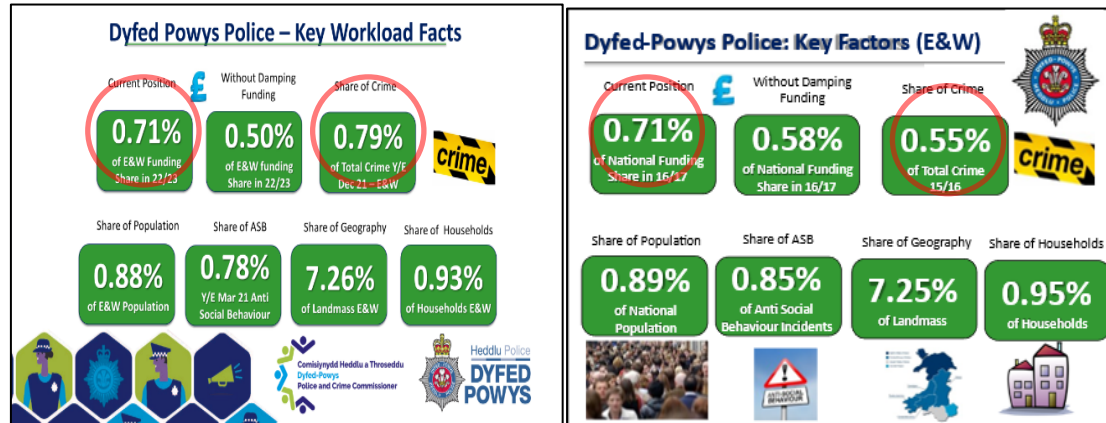 Dyfed Powys Police – Key Workload Facts
Current Position
£
Without Damping
Funding
Share of Crime
0.71%
of E&W Funding
Share in 22/23
0.50%
of E&W funding
Share in 22/23
0.79%
of Total Crime Y/E
Dec 21 – E&W
crime
Share of Population
Share of ASB
Share of Geography
Share of Households
0.88%
of E&W Population
0.78%
Y/E Mar 21 Anti
Social Behaviour
7.26%
of Landmass E&W
0.93%
of Households E&W
Comisiynydd Heddlu a Throseddu
Dyfed-Powys
Police and Crime Commissioner
Heddlu Police
DYFED
POWYS
Dyfed-Powys Police: Key Factors (E&W)
Current Position
£
Without Damping
Funding
Share of Crime
0.71%
of National Funding
Share in 16/17
0.58%
of National Funding
Share in 16/17
0.55%
of Total Crime
15/16
crime
Share of Population
Share of ASB
Share of Geography
Share of Households
0.89%
of National
Population
0.85%
of Anti Social
Behaviour Incidents
7.25%
of Landmass
0.95%
of Households
ANTI-SOCIAL
BEHAVIOUR